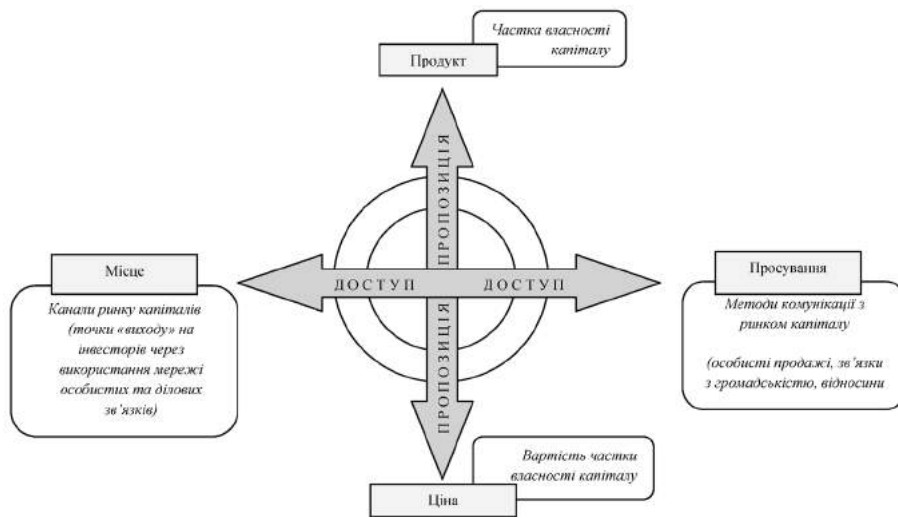 Частка власності
капіталу
Продукт
ПРОПОЗИЦІЯ
Місце
Канали ринку капіталів
(точки «виходу» на
інвесторів через
використання мережі
особистих та ділових
зв'язків)
ДОСТУП
ДОСТУП
Просування
Методи комунікації з
ринком капіталу
(особисті продажі, зв'язки
з громадськістю, відносини
ПРОПОЗИЦІЯ
Вартість частки
власності капіталу
Ціна